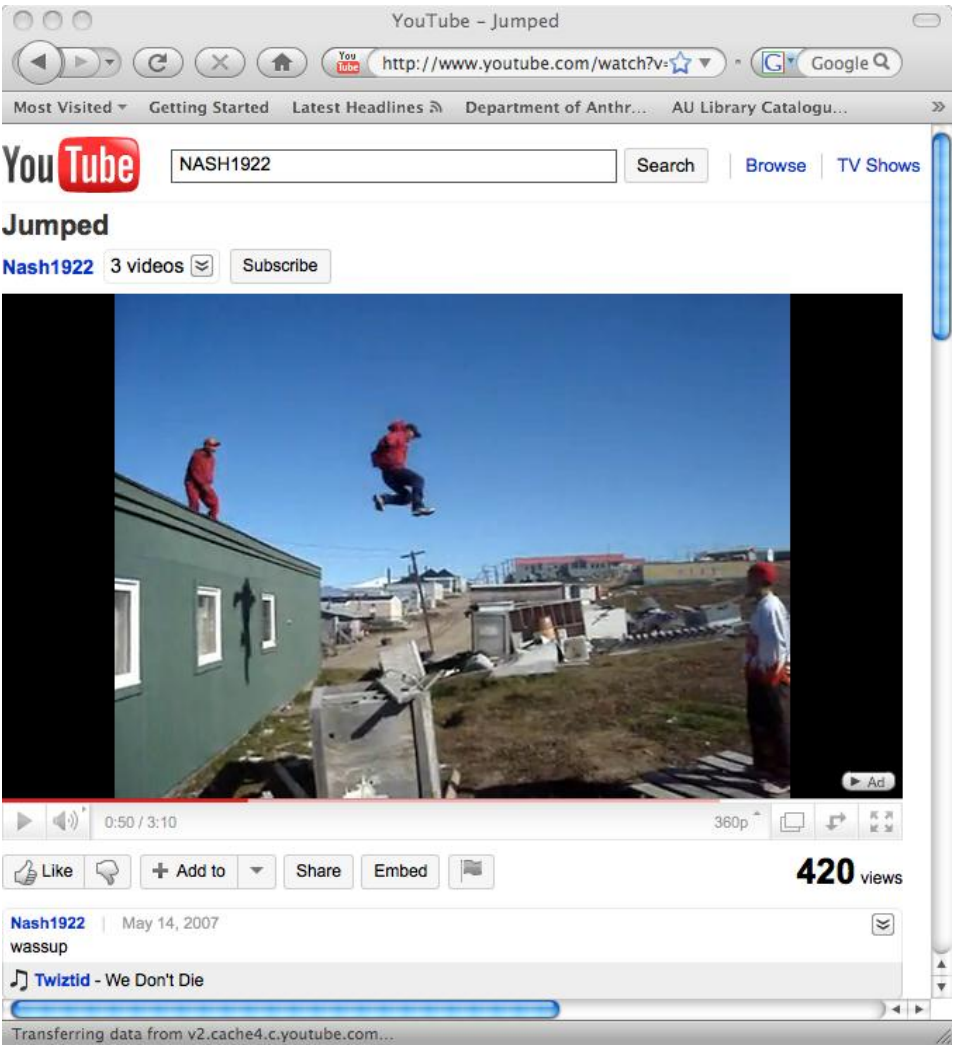 YouTube – Jumped
You Tube http://www.youtube.com/watch?v= G Google
Most Visited Getting Started Latest Headlines Department of Anthr... AU Library Catalogu... »
You Tube NASH1922 Search Browse TV Shows
Jumped
Nash1922 3 videos Subscribe
Ad
0:50 / 3:10 360p
Like Add to Share Embed 420 views
Nash1922 | May 14, 2007
wassup
Twiztid - We Don't Die
Transferring data from v2.cache4.c.youtube.com...